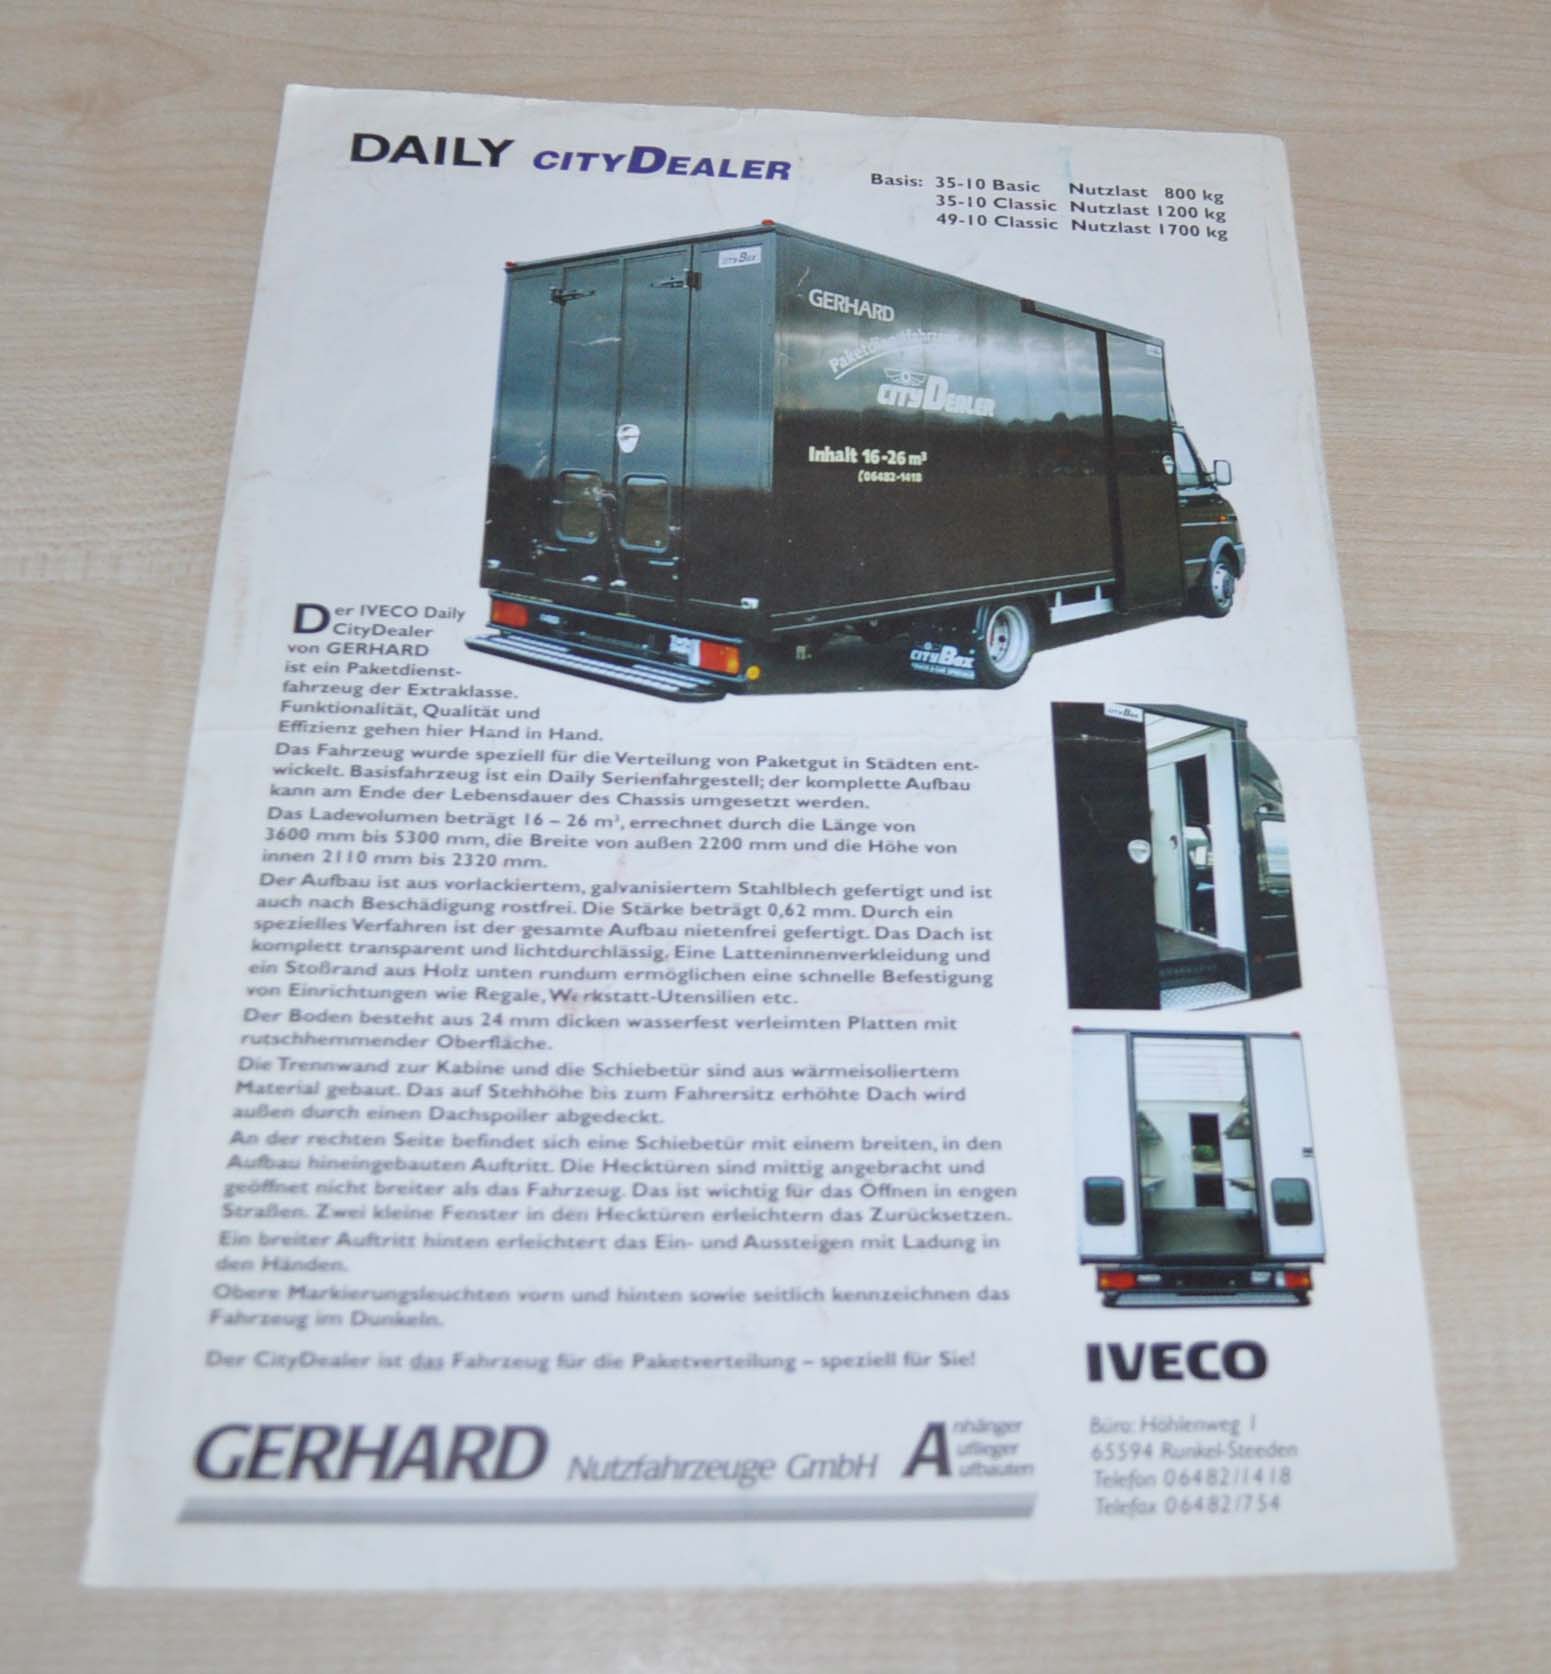 DAILY CITYDEALER
Basis: 35-10 Basic Nutzlast 800 kg
35-10 Classic Nutzlast 1200 kg
49-10 Classic Nutzlast 1700 kg
CITYBOX
GERHARD
Paketdienstfahrzeug
CITYDEALER
Inhalt 16-26 m³
06482-1418
CITYBOX
Der IVECO Daily
CityDealer
von GERHARD
ist ein Paketdienst-
fahrzeug der Extraklasse.
Funktionalität, Qualität und
Effizienz gehen hier Hand in Hand.
Das Fahrzeug wurde speziell für die Verteilung von Paketgut in Städten ent-
wickelt. Basisfahrzeug ist ein Daily Serienfahrgestell; der komplette Aufbau
kann am Ende der Lebensdauer des Chassis umgesetzt werden.
Das Ladevolumen beträgt 16 – 26 m³, errechnet durch die Länge von
3600 mm bis 5300 mm, die Breite von außen 2200 mm und die Höhe von
innen 2110 mm bis 2320 mm.
Der Aufbau ist aus vorlackiertem, galvanisiertem Stahlblech gefertigt und ist
auch nach Beschädigung rostfrei. Die Stärke beträgt 0,62 mm. Durch ein
spezielles Verfahren ist der gesamte Aufbau nietenfrei gefertigt. Das Dach ist
komplett transparent und lichtdurchlässig. Eine Latteninnenverkleidung und
ein Stoßrand aus Holz unten rundum ermöglichen eine schnelle Befestigung
von Einrichtungen wie Regale, Werkstatt-Utensilien etc.
Der Boden besteht aus 24 mm dicken wasserfest verleimten Platten mit
rutschhemmender Oberfläche.
Die Trennwand zur Kabine und die Schiebetür sind aus wärmeisoliertem
Material gebaut. Das auf Stehhöhe bis zum Fahrersitz erhöhte Dach wird
außen durch einen Dachspoiler abgedeckt.
An der rechten Seite befindet sich eine Schiebetür mit einem breiten, in den
Aufbau hineingebauten Auftritt. Die Hecktüren sind mittig angebracht und
geöffnet nicht breiter als das Fahrzeug. Das ist wichtig für das Öffnen in engen
Straßen. Zwei kleine Fenster in den Hecktüren erleichtern das Zurücksetzen.
Ein breiter Auftritt hinten erleichtert das Ein- und Aussteigen mit Ladung in
den Händen.
Obere Markierungsleuchten vorn und hinten sowie seitlich kennzeichnen das
Fahrzeug im Dunkeln.
Der CityDealer ist das Fahrzeug für die Paketverteilung – speziell für Sie!
CITYBOX
IVECO
GERHARD Nutzfahrzeuge GmbH
Anhänger
Auflieger
Aufbauten
Büro: Höhlenweg 1
65594 Runkel-Steeden
Telefon 06482/1418
Telefax 06482/754